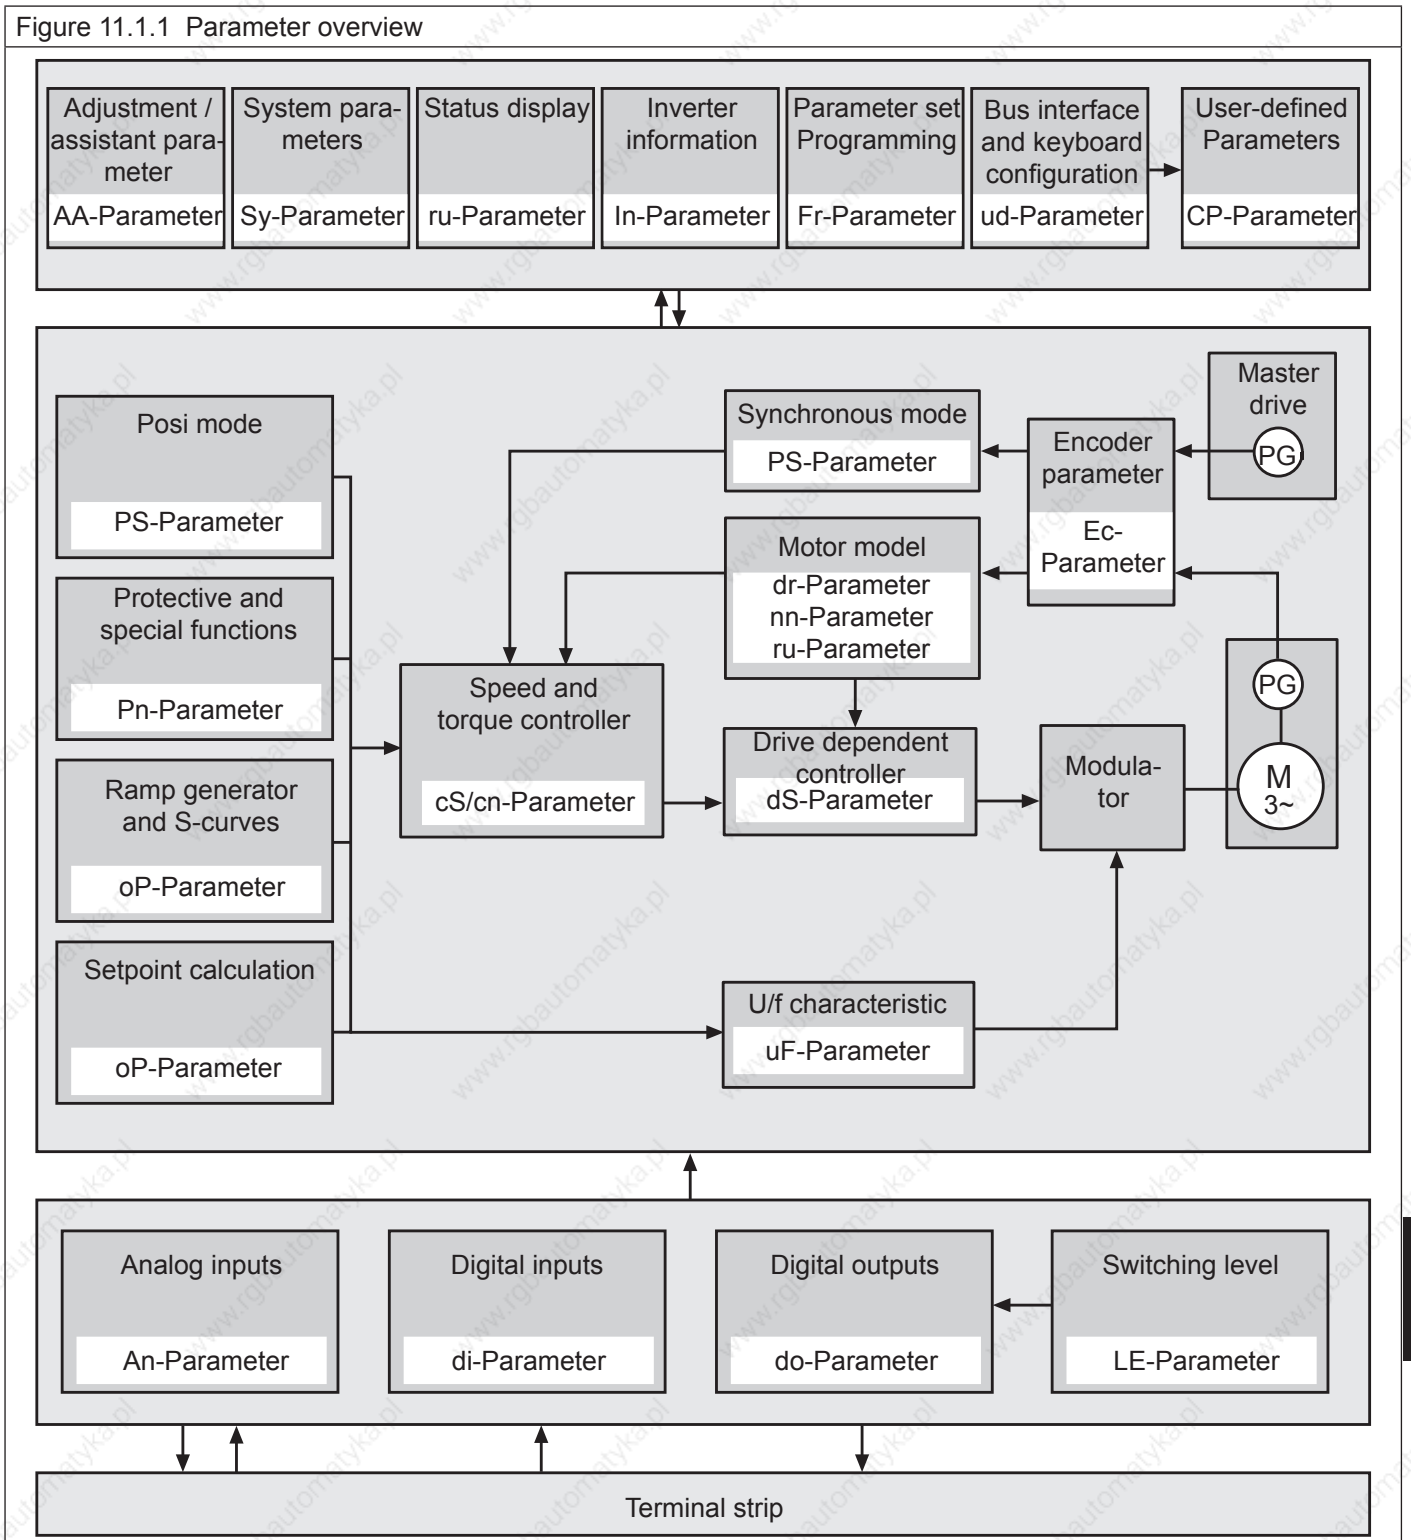 Figure 11.1.1 Parameter overview
Adjustment /
assistant para-
meter
AA-Parameter
System para-
meters
Sy-Parameter
Status display
ru-Parameter
Inverter
information
In-Parameter
Parameter set
Programming
Fr-Parameter
Bus interface
and keyboard
configuration
ud-Parameter
User-defined
Parameters
CP-Parameter
Posi mode
PS-Parameter
Protective and
special functions
Pn-Parameter
Ramp generator
and S-curves
oP-Parameter
Setpoint calculation
oP-Parameter
Speed and
torque controller
cS/cn-Parameter
Synchronous mode
PS-Parameter
Motor model
dr-Parameter
nn-Parameter
ru-Parameter
Drive dependent
controller
dS-Parameter
U/f characteristic
uF-Parameter
Encoder
parameter
Ec-
Parameter
Modula-
tor
Master
drive
PG
PG
M
3~
Analog inputs
An-Parameter
Digital inputs
di-Parameter
Digital outputs
do-Parameter
Switching level
LE-Parameter
Terminal strip
www.rgbautomatyka.pl